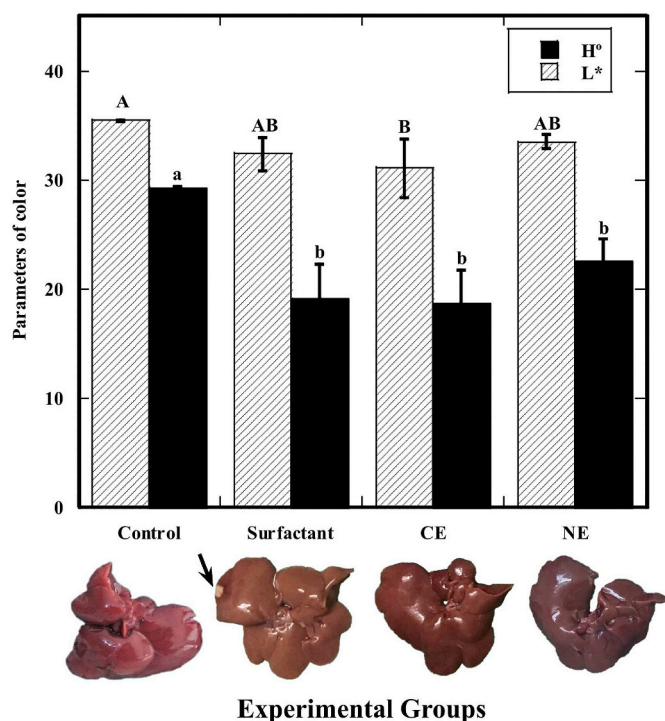 H°
L*
40
30
20
10
0
Parameters of color
A
a
AB
b
B
b
AB
b
Control Surfactant CE NE
Experimental Groups